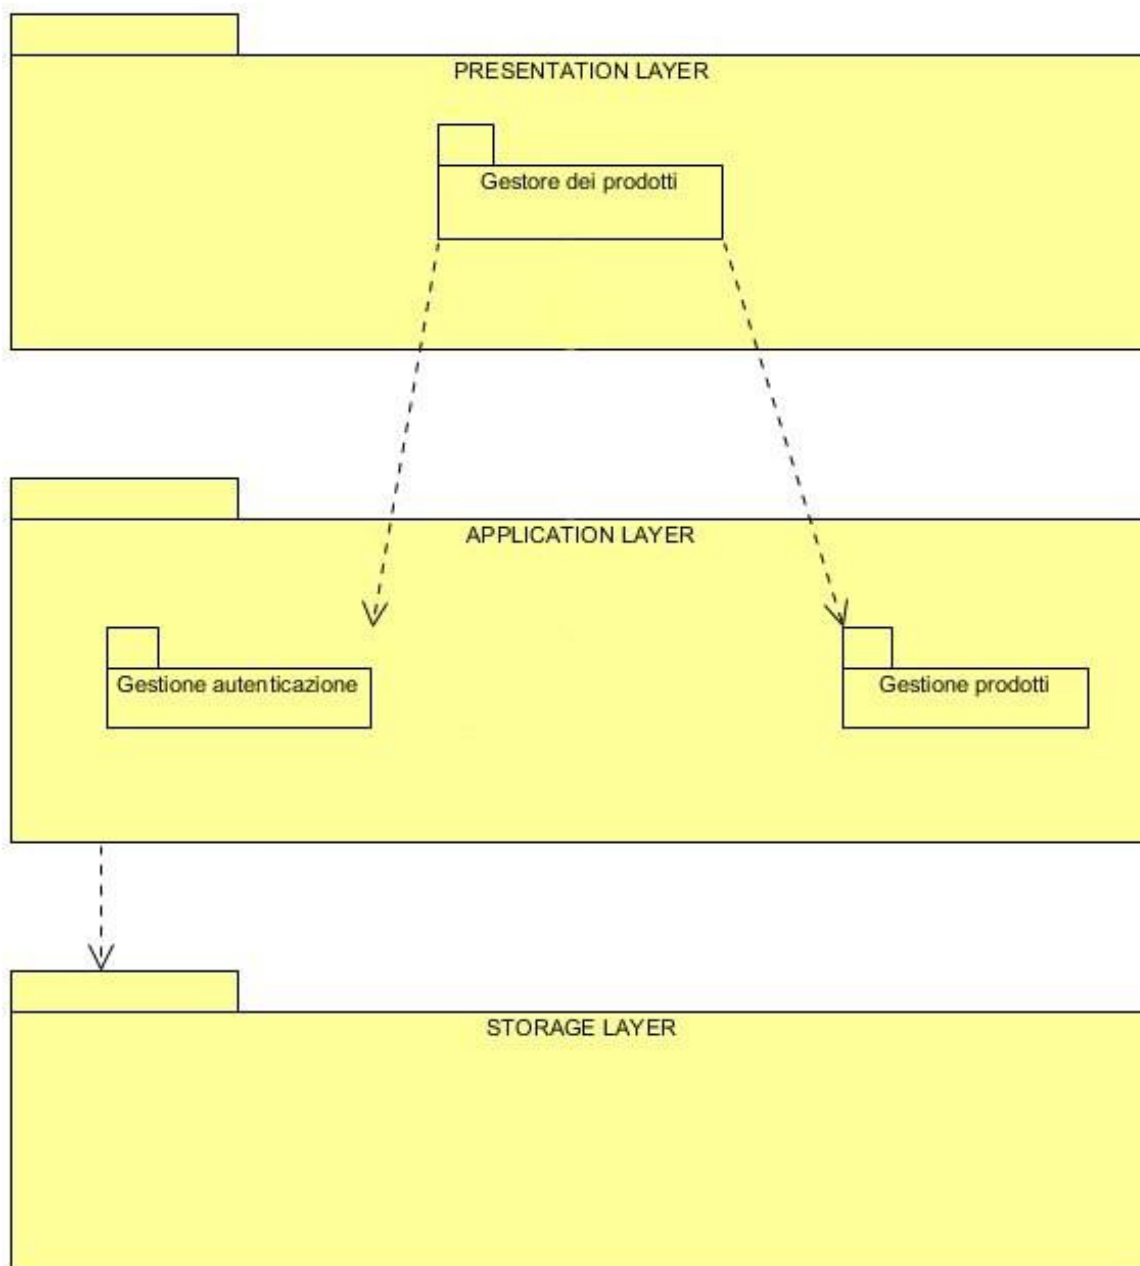 PRESENTATION LAYER
Gestore dei prodotti
APPLICATION LAYER
Gestione autenticazione
Gestione prodotti
STORAGE LAYER